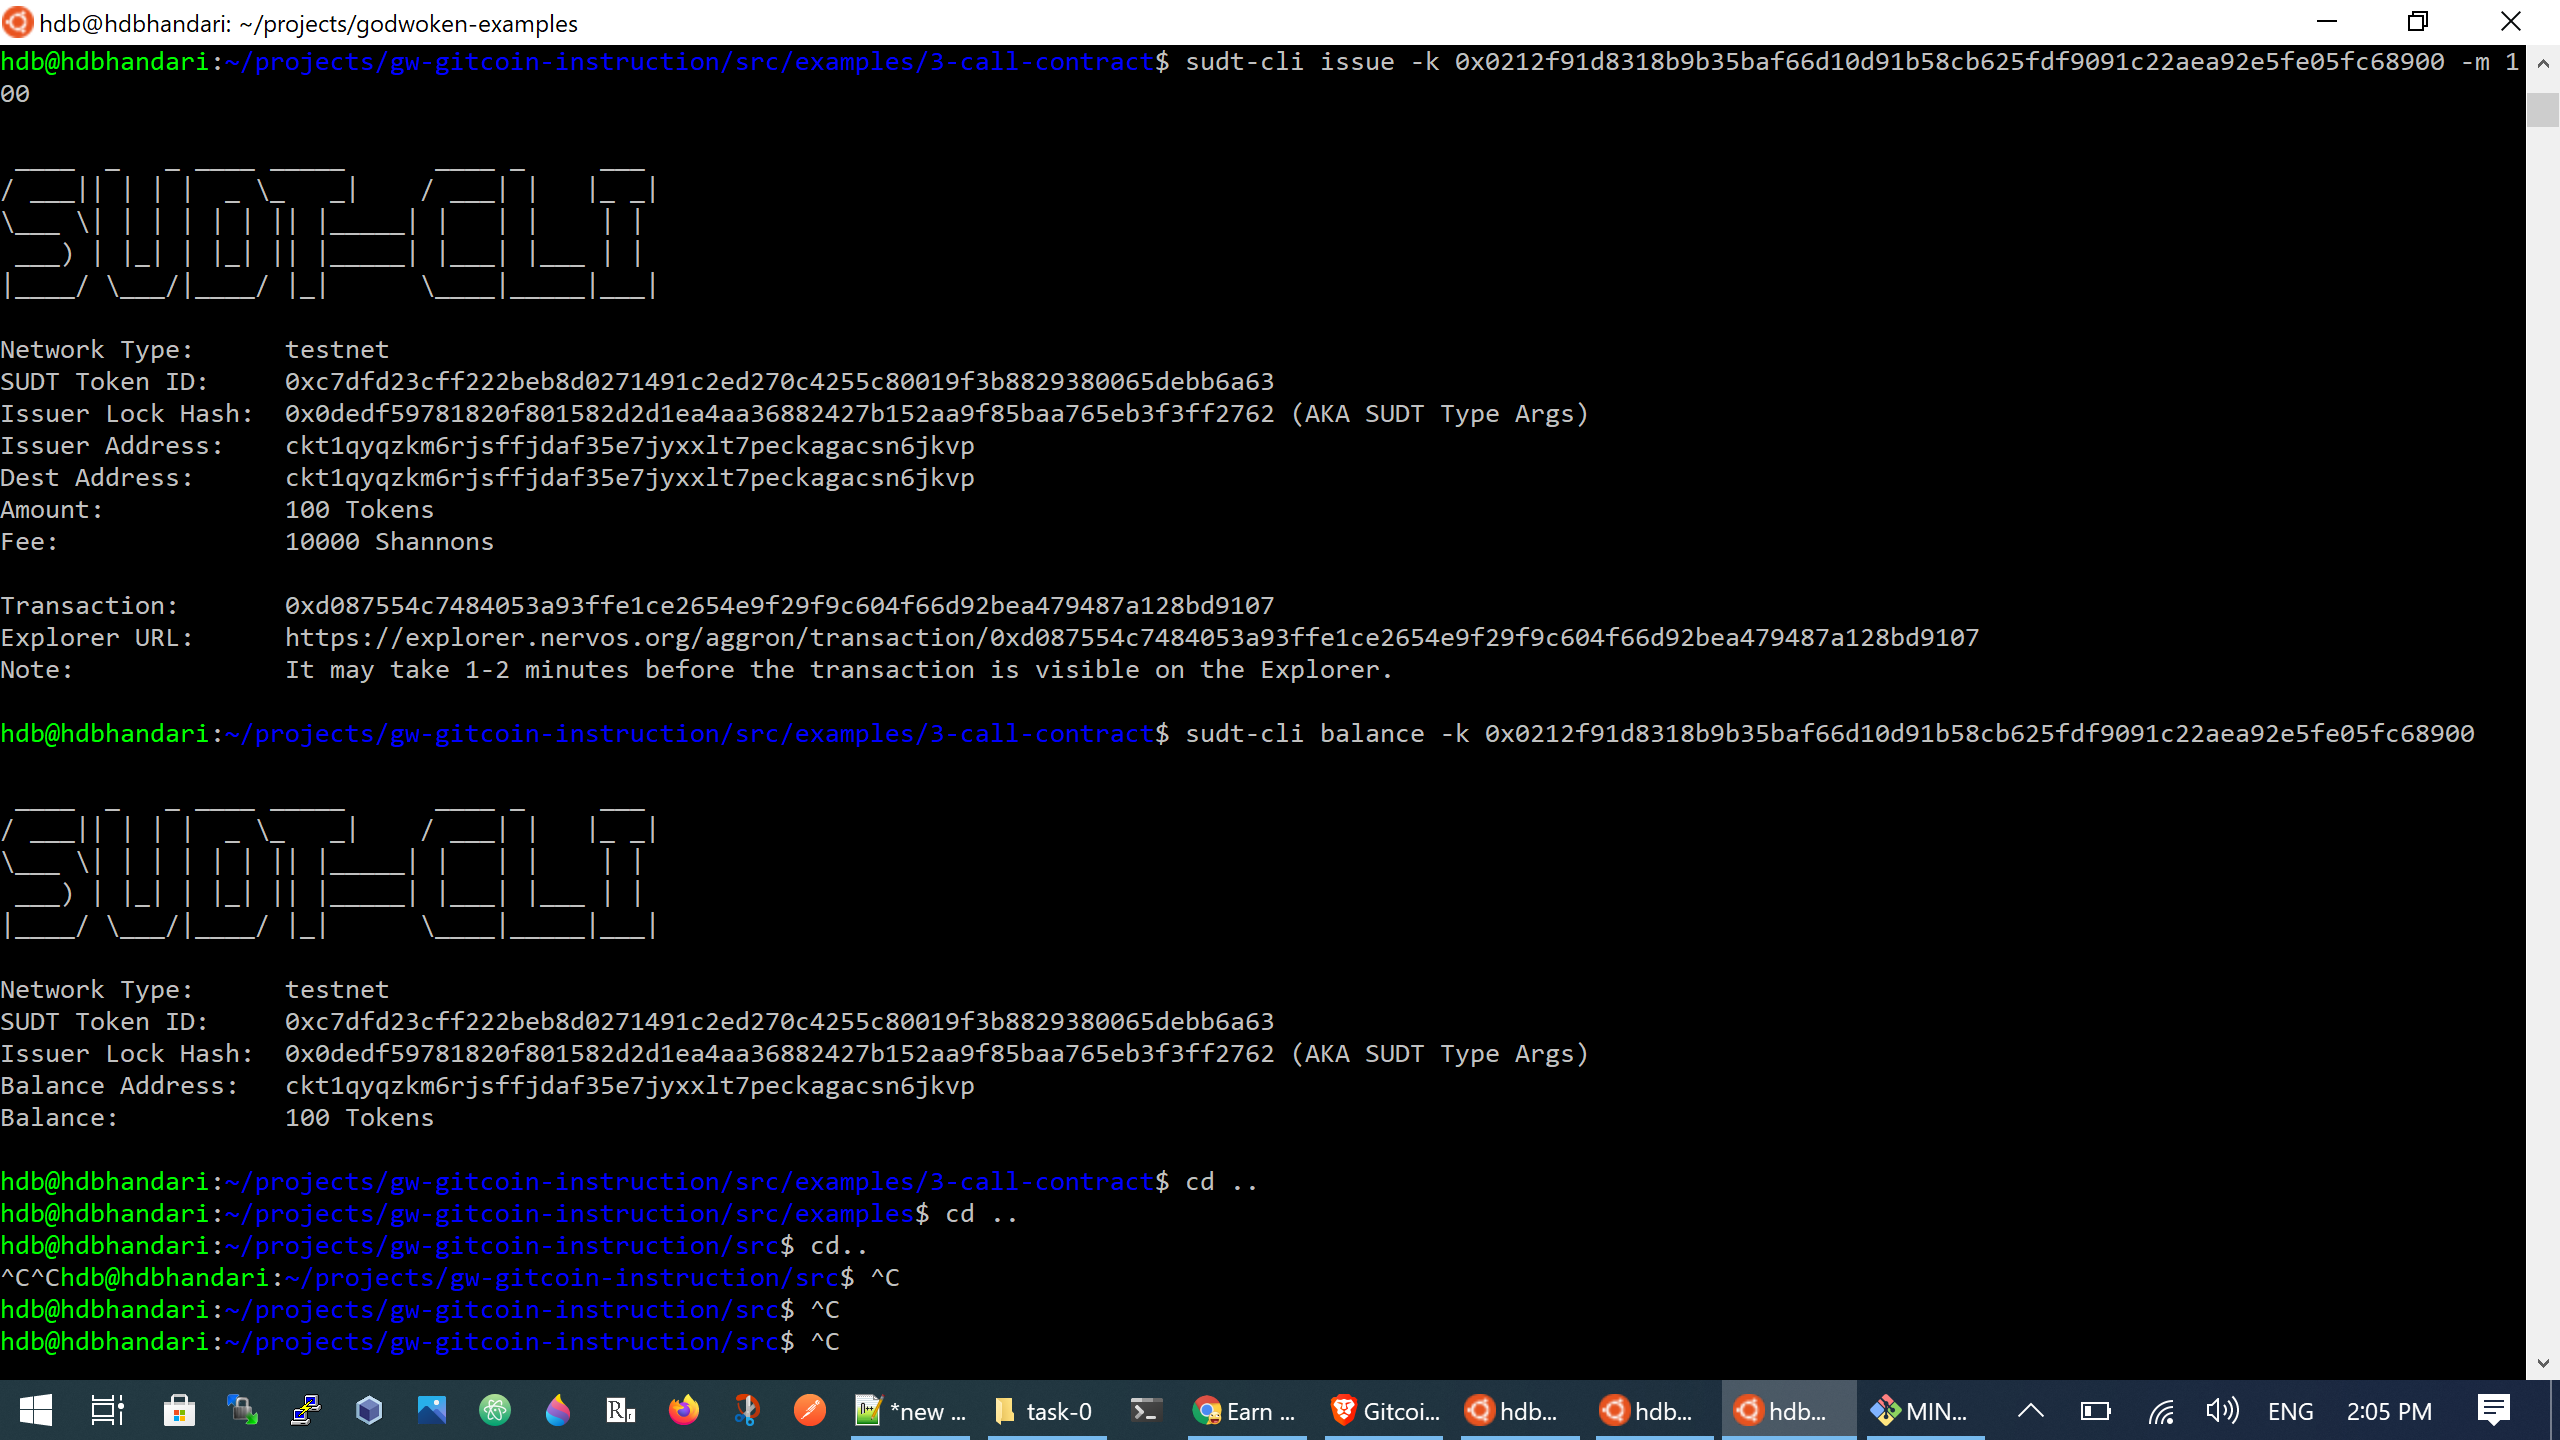 hdb@hdbhandari: ~/projects/godwoken-examples
hdb@hdbhandari:~/projects/gw-gitcoin-instruction/src/examples/3-call-contract$ sudt-cli issue -k 0x0212f91d8318b9b35baf66d10d91b58cb625fdf9091c22aea92e5fe05fc68900 -m 1
00
SUDT-CLI
Network Type: testnet
SUDT Token ID: 0xc7dfd23cff222beb8d0271491c2ed270c4255c80019f3b8829380065debb6a63
Issuer Lock Hash: 0x0dedf59781820f801582d2d1ea4aa36882427b152aa9f85baa765eb3f3ff2762 (AKA SUDT Type Args)
Issuer Address: ckt1qyqzkm6rjsffjdaf35e7jyxxlt7peckagacsn6jkvp
Dest Address: ckt1qyqzkm6rjsffjdaf35e7jyxxlt7peckagacsn6jkvp
Amount: 100 Tokens
Fee: 10000 Shannons
Transaction: 0xd087554c7484053a93ffe1ce2654e9f29f9c604f66d92bea479487a128bd9107
Explorer URL: https://explorer.nervos.org/aggron/transaction/0xd087554c7484053a93ffe1ce2654e9f29f9c604f66d92bea479487a128bd9107
Note: It may take 1-2 minutes before the transaction is visible on the Explorer.
hdb@hdbhandari:~/projects/gw-gitcoin-instruction/src/examples/3-call-contract$ sudt-cli balance -k 0x0212f91d8318b9b35baf66d10d91b58cb625fdf9091c22aea92e5fe05fc68900
SUDT-CLI
Network Type: testnet
SUDT Token ID: 0xc7dfd23cff222beb8d0271491c2ed270c4255c80019f3b8829380065debb6a63
Issuer Lock Hash: 0x0dedf59781820f801582d2d1ea4aa36882427b152aa9f85baa765eb3f3ff2762 (AKA SUDT Type Args)
Balance Address: ckt1qyqzkm6rjsffjdaf35e7jyxxlt7peckagacsn6jkvp
Balance: 100 Tokens
hdb@hdbhandari:~/projects/gw-gitcoin-instruction/src/examples/3-call-contract$ cd ..
hdb@hdbhandari:~/projects/gw-gitcoin-instruction/src/examples$ cd ..
hdb@hdbhandari:~/projects/gw-gitcoin-instruction/src$ cd..
^C^Chdb@hdbhandari:~/projects/gw-gitcoin-instruction/src$ ^C
hdb@hdbhandari:~/projects/gw-gitcoin-instruction/src$ ^C
hdb@hdbhandari:~/projects/gw-gitcoin-instruction/src$ ^C
*new ... task-0 Earn ... Gitcoi... hdb... hdb... hdb... MIN... ENG 2:05 PM